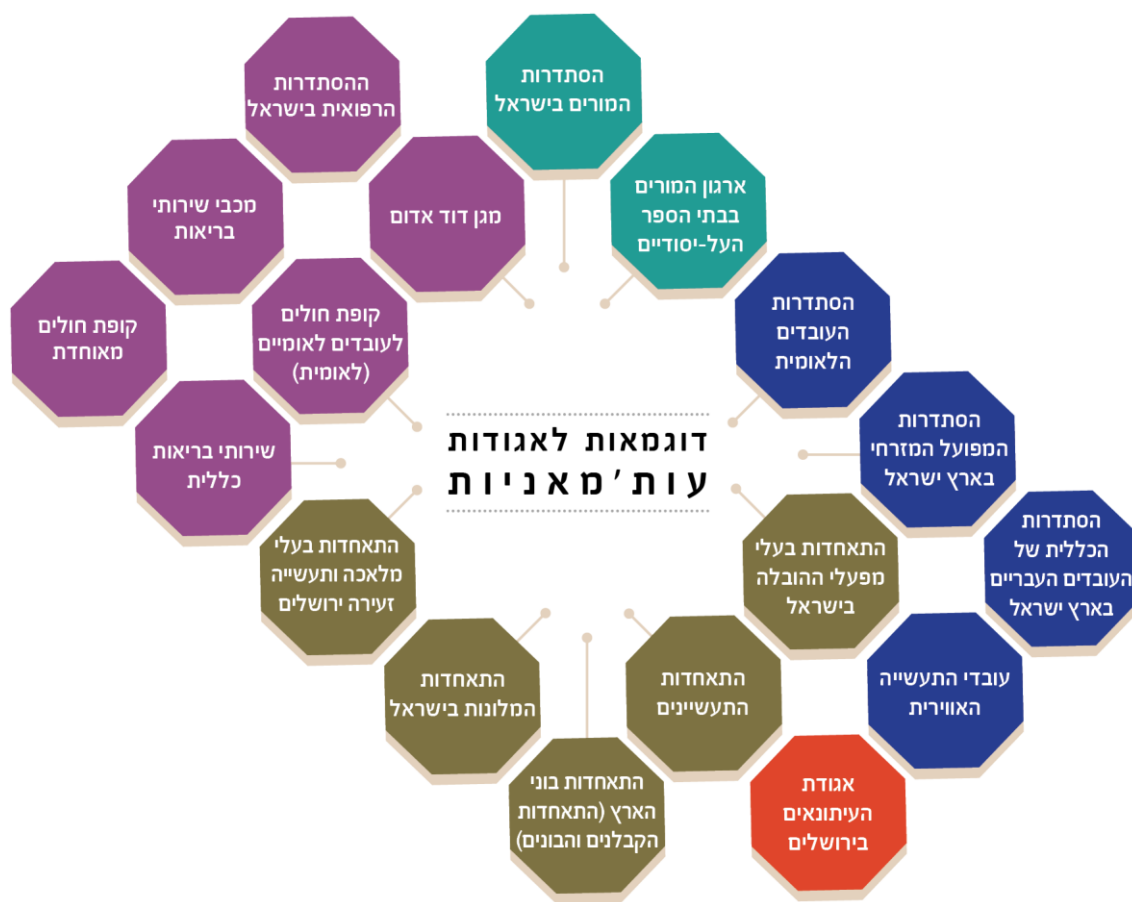 דוגמאות לאגודות
עות'מאניות
הסתדרות
המורים בישראל
ארגון המורים
בבתי הספר
העל-יסודיים
הסתדרות
העובדים
הלאומית
הסתדרות
המפועל המזרחי
בארץ ישראל
הסתדרות
הכללית של
העובדים העבריים
בארץ ישראל
עובדי התעשייה
האווירית
אגודת
העיתונאים
בירושלים
התאחדות בעלי
מפעלי ההובלה
בישראל
התאחדות
התעשיינים
התאחדות בוני
הארץ (התאחדות
הקבלנים והבונים)
התאחדות
המלונות בישראל
התאחדות בעלי
מלאכה ותעשייה
זעירה ירושלים
שירותי בריאות
כללית
קופת חולים
לעובדים לאומיים
(לאומית)
קופת חולים
מאוחדת
מכבי שירותי
בריאות
מגן דוד אדום
ההסתדרות
הרפואית בישראל